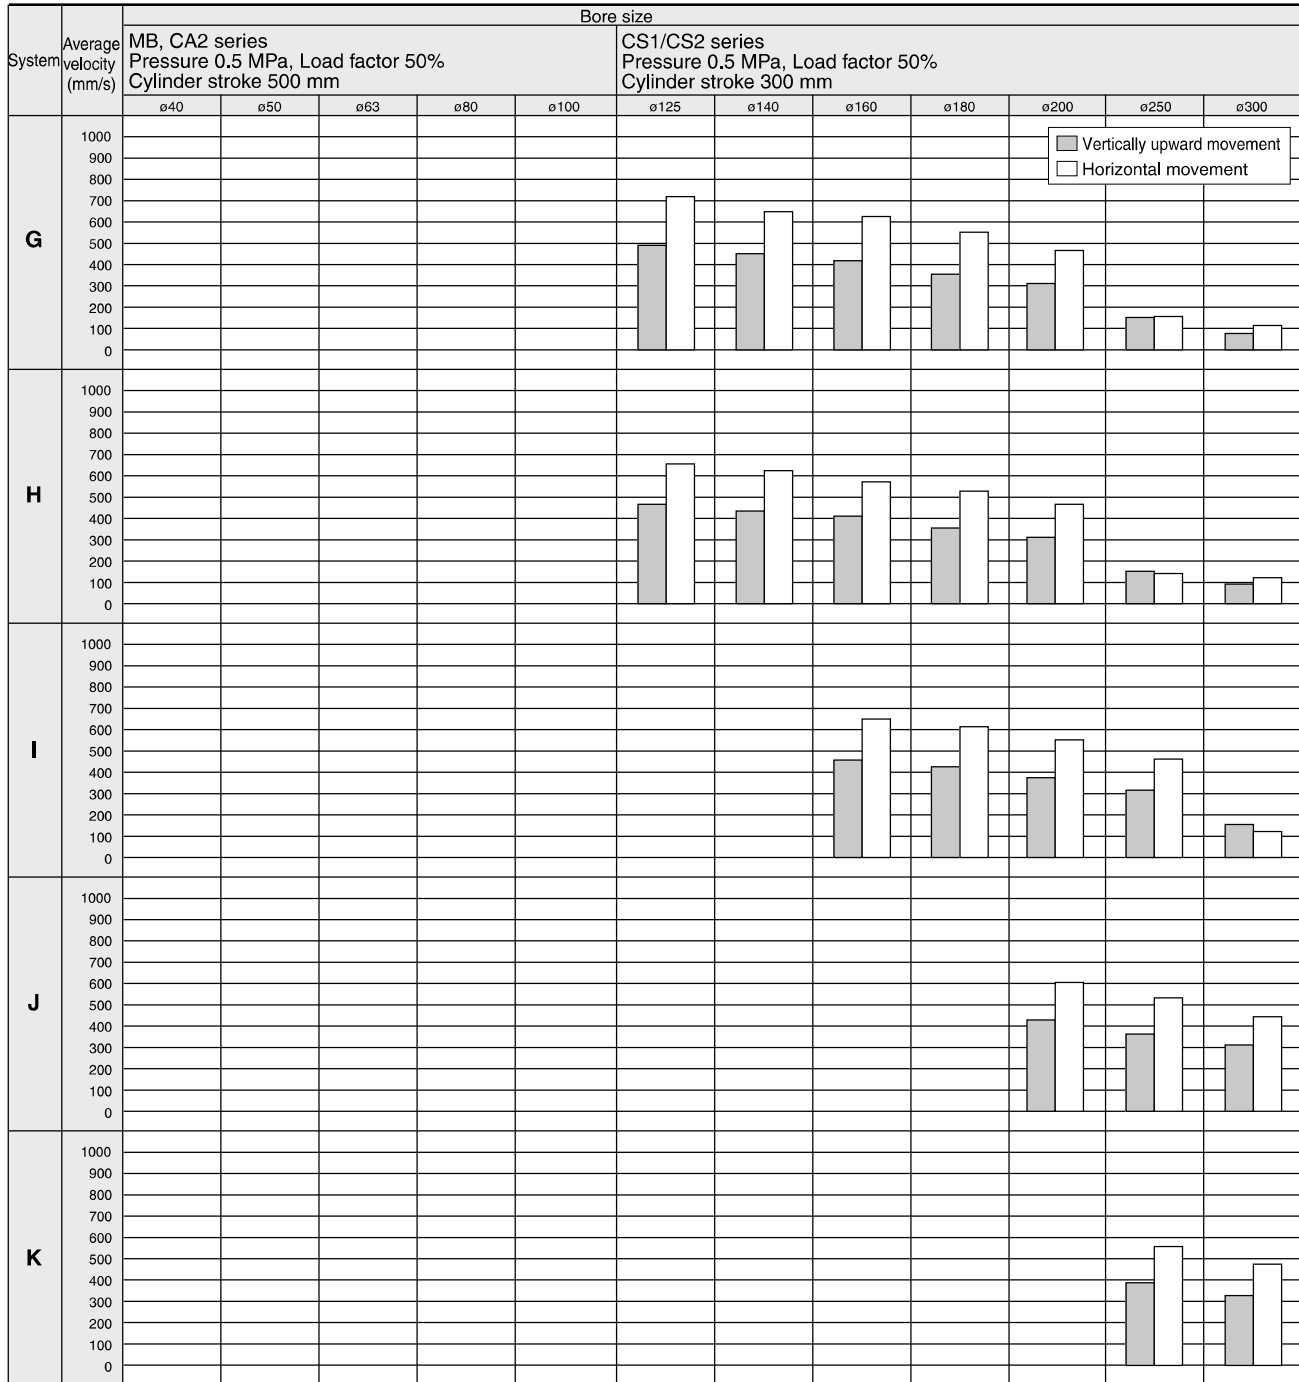 Bore size
System
Average
velocity
(mm/s)
MB, CA2 series
Pressure 0.5 MPa, Load factor 50%
Cylinder stroke 500 mm
CS1/CS2 series
Pressure 0.5 MPa, Load factor 50%
Cylinder stroke 300 mm
ø40 ø50 ø63 ø80 ø100 ø125 ø140 ø160 ø180 ø200 ø250 ø300
Vertically upward movement
Horizontal movement
G
1000
900
800
700
600
500
400
300
200
100
0
H
1000
900
800
700
600
500
400
300
200
100
0
I
1000
900
800
700
600
500
400
300
200
100
0
J
1000
900
800
700
600
500
400
300
200
100
0
K
1000
900
800
700
600
500
400
300
200
100
0